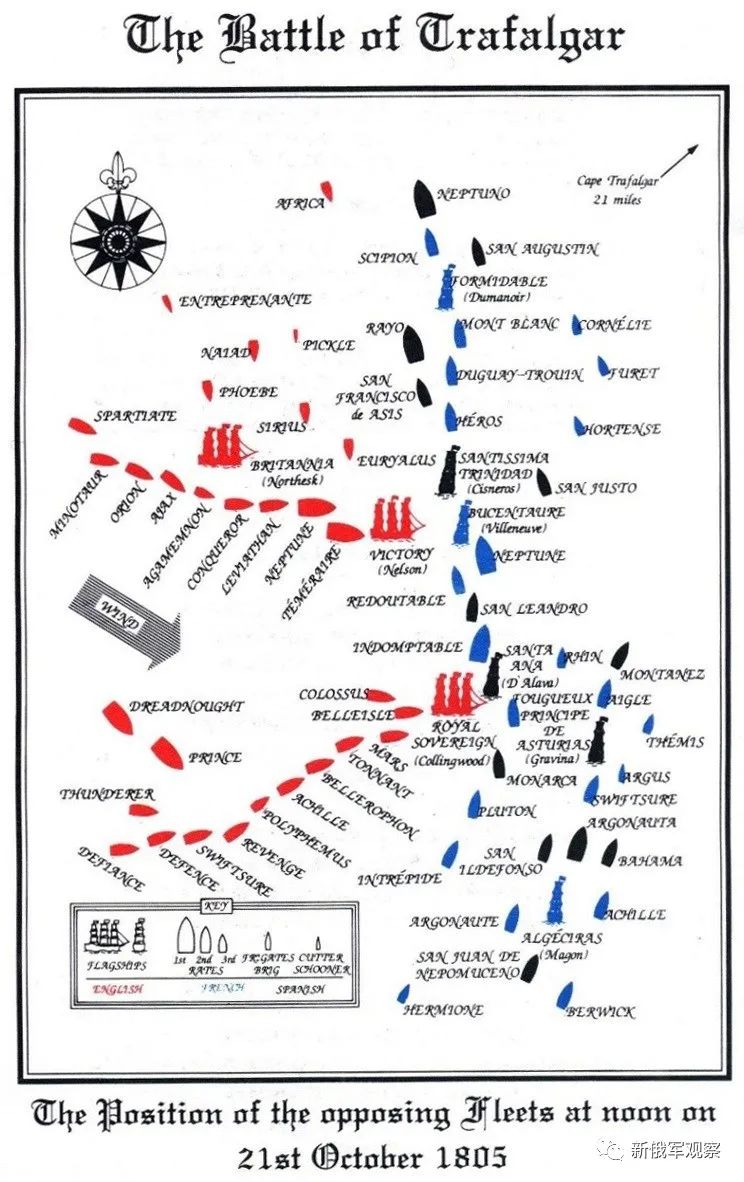 The Battle of Trafalgar
Cape Trafalgar
21 miles
AFRICA
NEPTUNO
SCIPION
SAN AUGUSTIN
FORMIDABLE
(Dumanoir)
ENTREPRENANTE
RAYO
MONT BLANC
CORNÉLIE
NAIAD
PICKLE
DUGUAY-TROUIN
FURET
PHOEBE
SAN
FRANCISCO
de ASIS
SPARTIATE
SIRIUS
HÉROS
HORTENSE
BRITANNIA
(Northesk)
EURYALUS
SANTISSIMA
TRINIDAD
(Cisneros)
SAN JUSTO
MINOTAUR
ORION
AJAX
AGAMEMNON
CONQUEROR
LEVIATHAN
NEPTUNE
TÉMÉRAIRE
VICTORY
(Nelson)
BUCENTAURE
(Villeneuve)
NEPTUNE
REDOUTABLE
SAN LEANDRO
WIND
INDOMPTABLE
SANTA
ANA
(D'Alava)
RHIN
MONTANEZ
COLOSSUS
BELLEISLE
FOUGUEUX
AIGLE
DREADNOUGHT
ROYAL
SOVEREIGN
(Collingwood)
PRINCIPE
DE
ASTURIAS
(Gravina)
THÉMIS
PRINCE
MARS
TONNANT
BELLEROPHON
ACHILLE
POLYPHEMUS
REVENGE
SWIFTSURE
DEFENCE
DEFIANCE
THUNDERER
MONARCA
ARGUS
SWIFTSURE
PLUTON
ARGONAUTA
INTRÉPIDE
SAN
ILDEFONSO
BAHAMA
ARGONAUTE
ALGÉCIRAS
(Magon)
ACHILLE
SAN JUAN DE
NEPOMUCENO
HERMIONE
BERWICK
KEY
1st 2nd 3rd
FLAGSHIPS RATES FRIGATES BRIG CUTTER SCHOONER
ENGLISH FRENCH SPANISH
The Position of the opposing Fleets at noon on
21st October 1805
新俄军观察